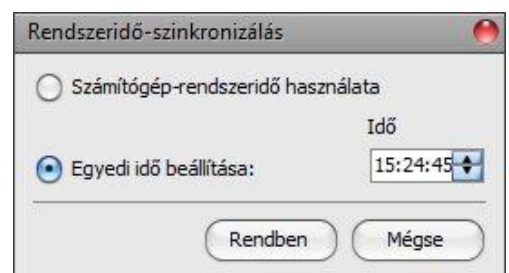 Rendszeridő-szinkronizálás
Számítógép-rendszeridő használata
Idő
Egyedi idő beállítása: 15:24:45
Rendben Mégse